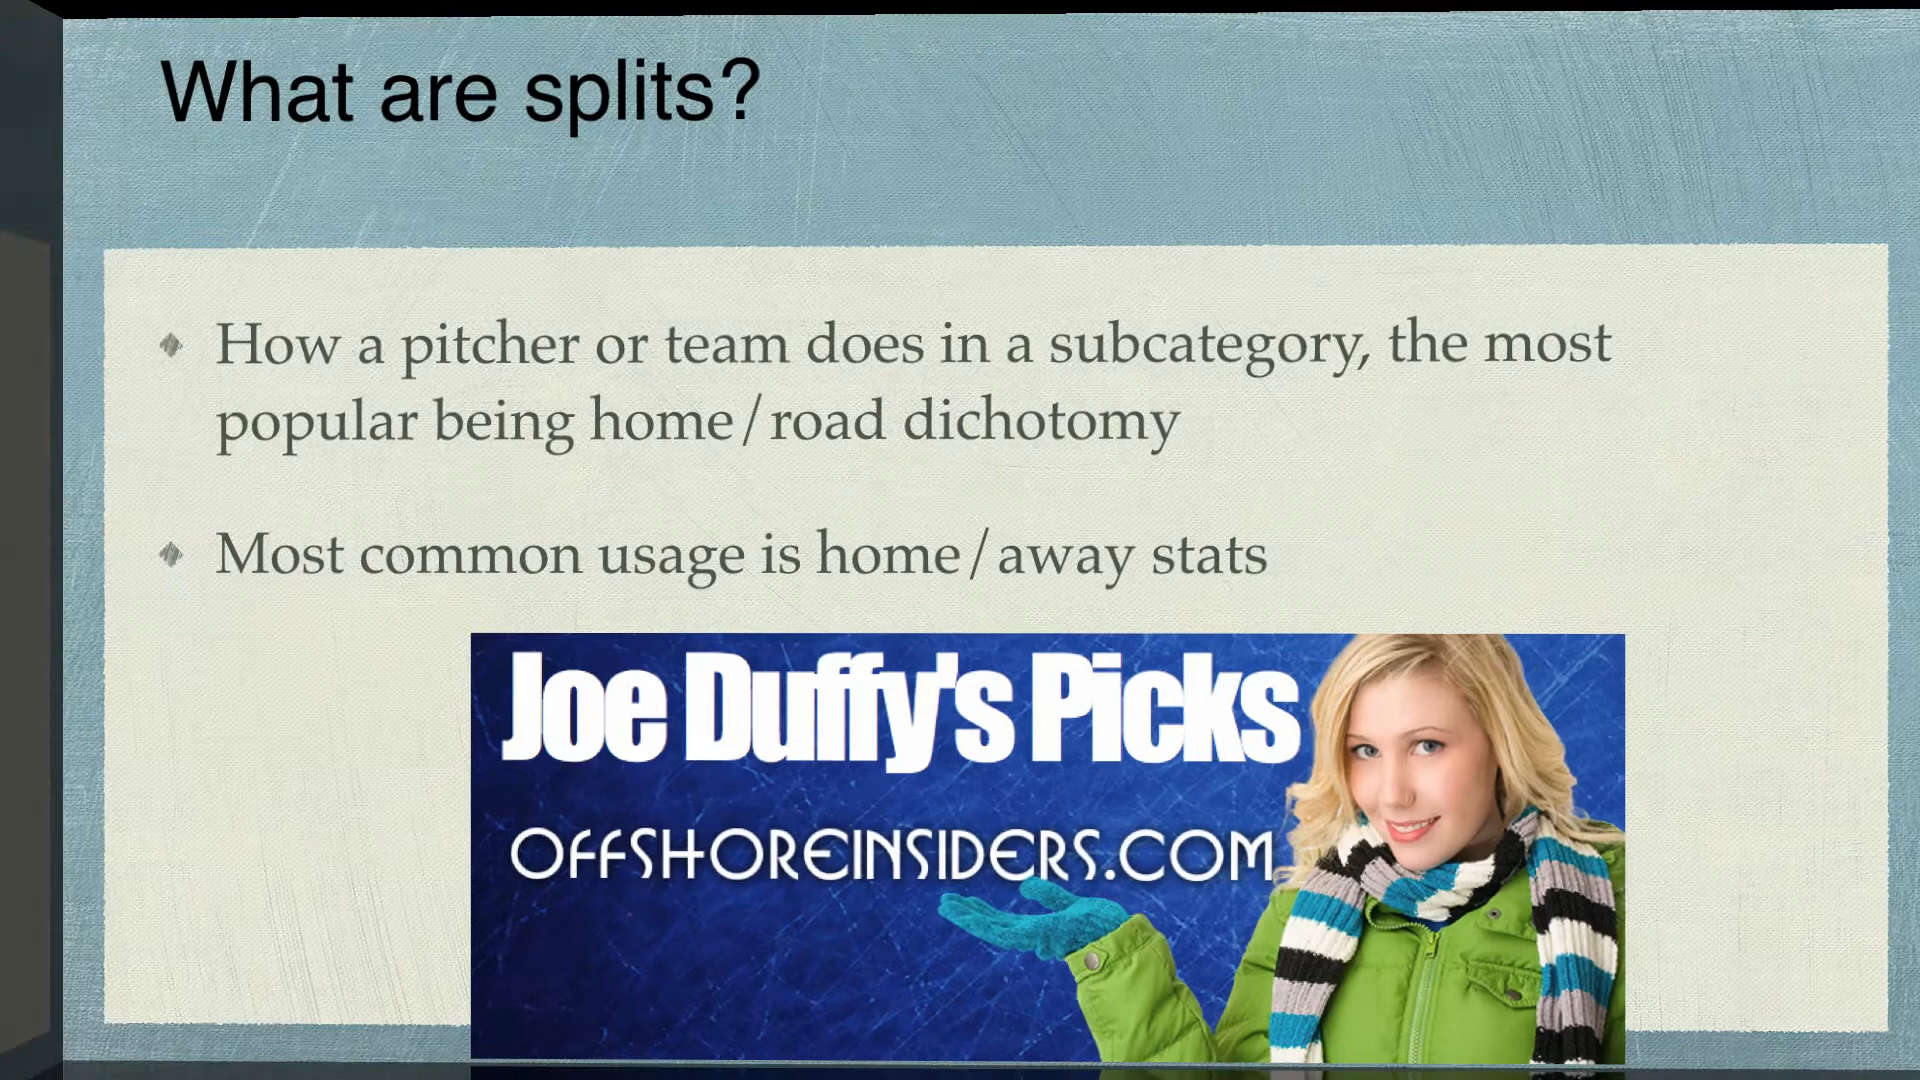 What are splits?
How a pitcher or team does in a subcategory, the most
popular being home/road dichotomy
Most common usage is home/away stats
Joe Duffy's Picks
OFFSHOREINSIDERS.COM